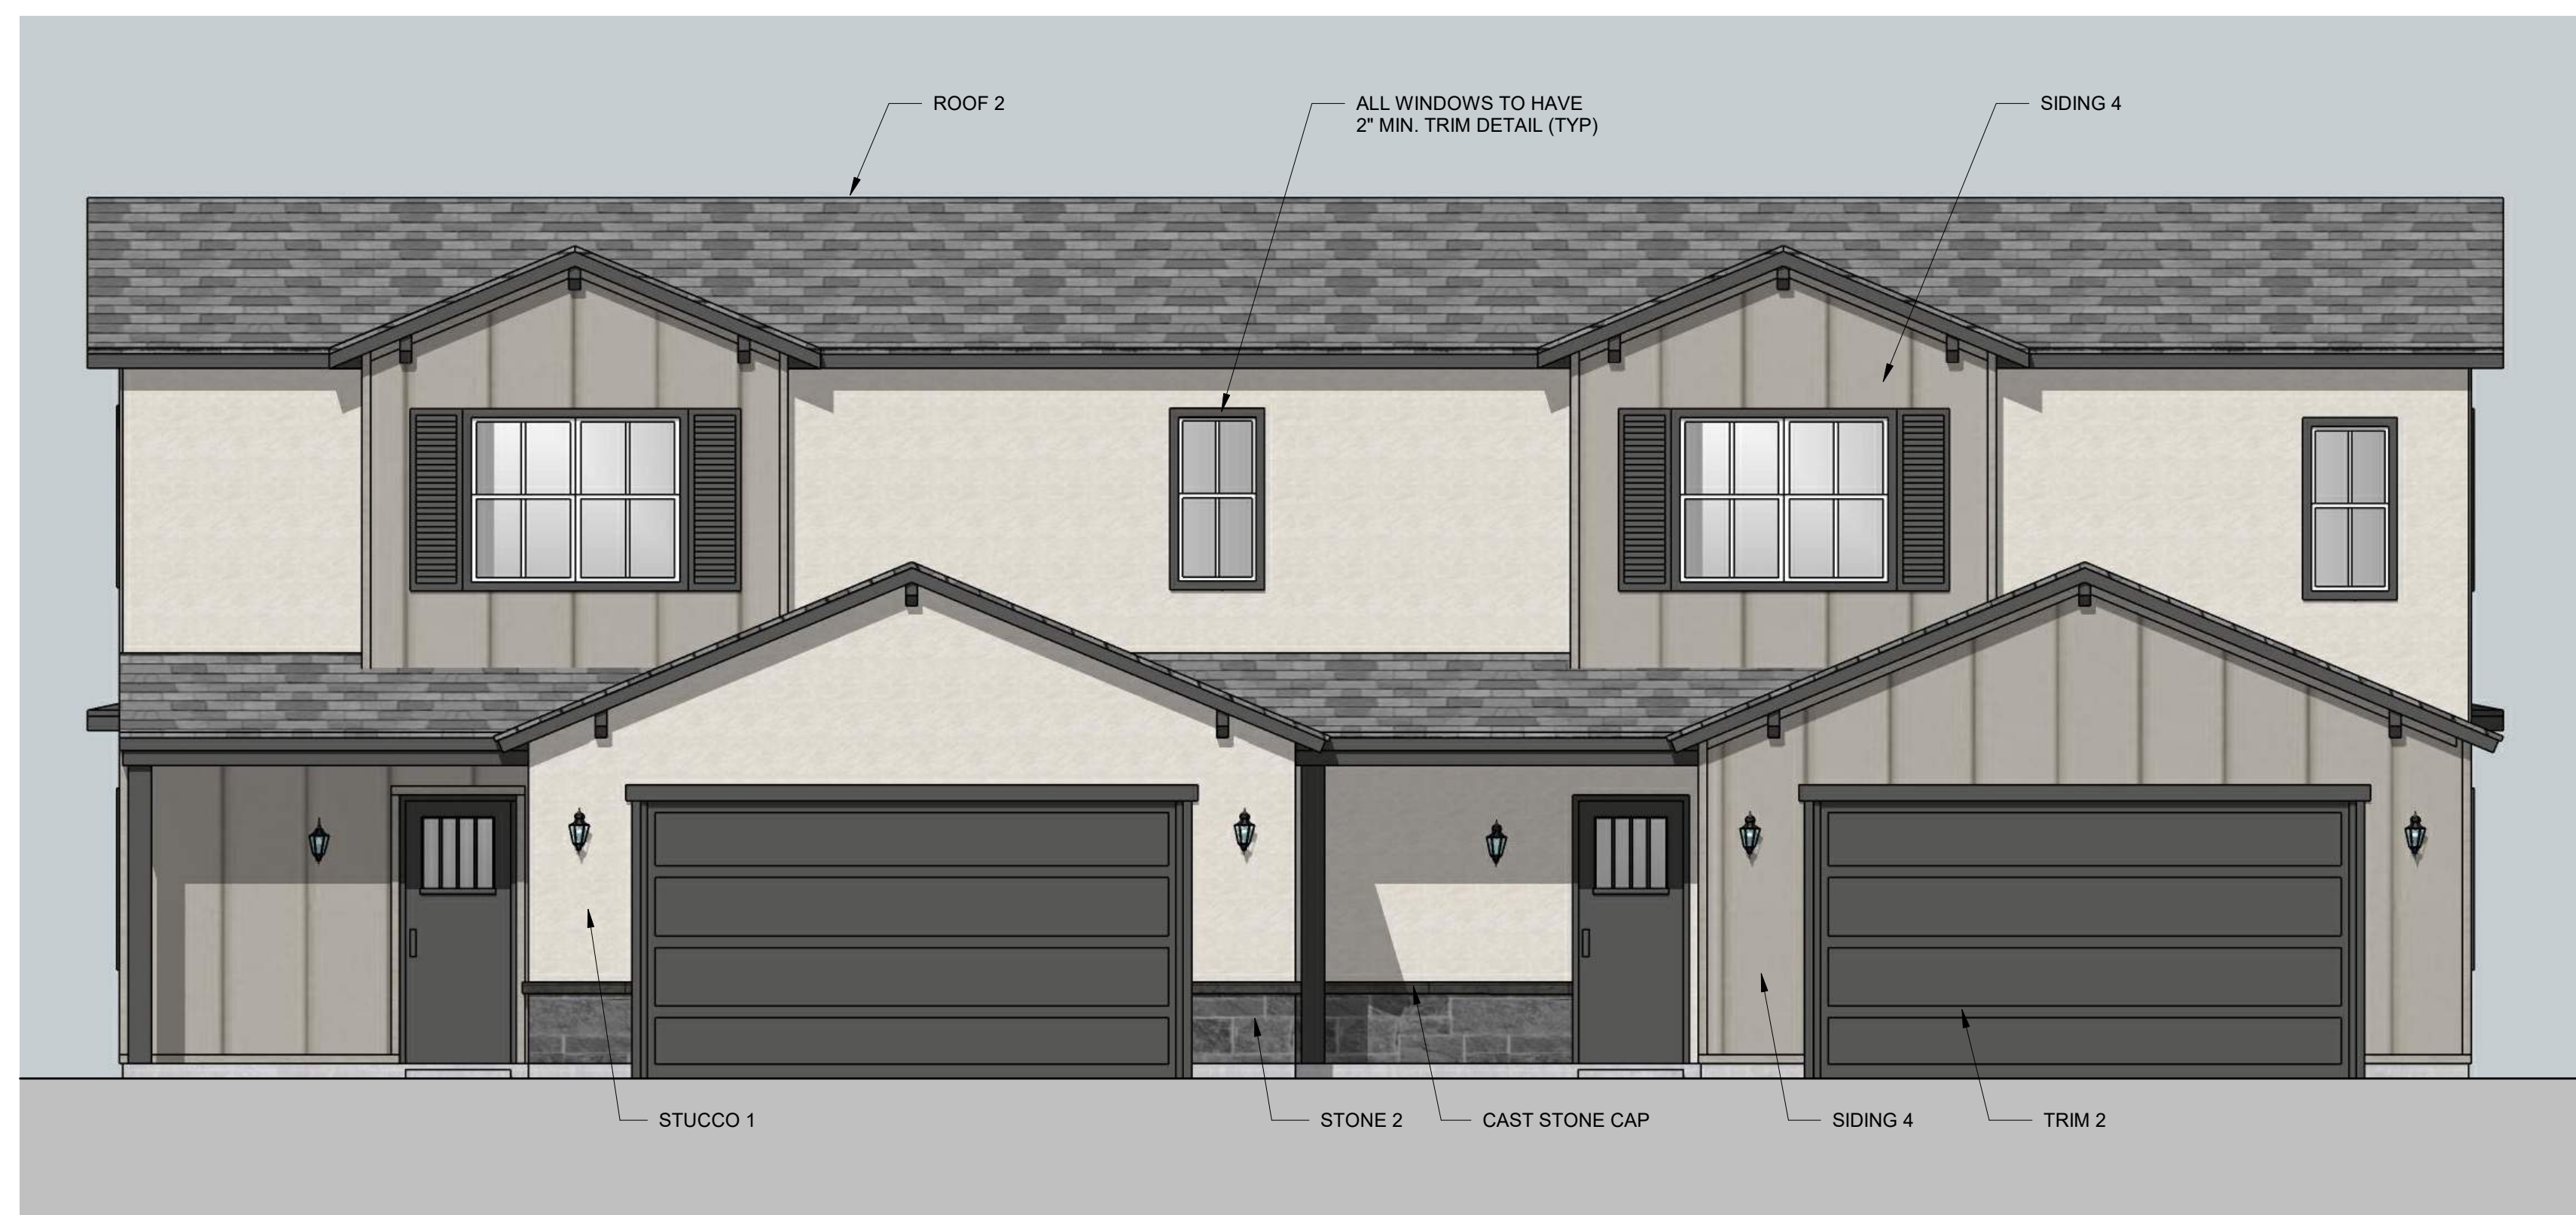 ROOF 2
ALL WINDOWS TO HAVE
2" MIN. TRIM DETAIL (TYP)
SIDING 4
STUCCO 1
STONE 2
CAST STONE CAP
SIDING 4
TRIM 2